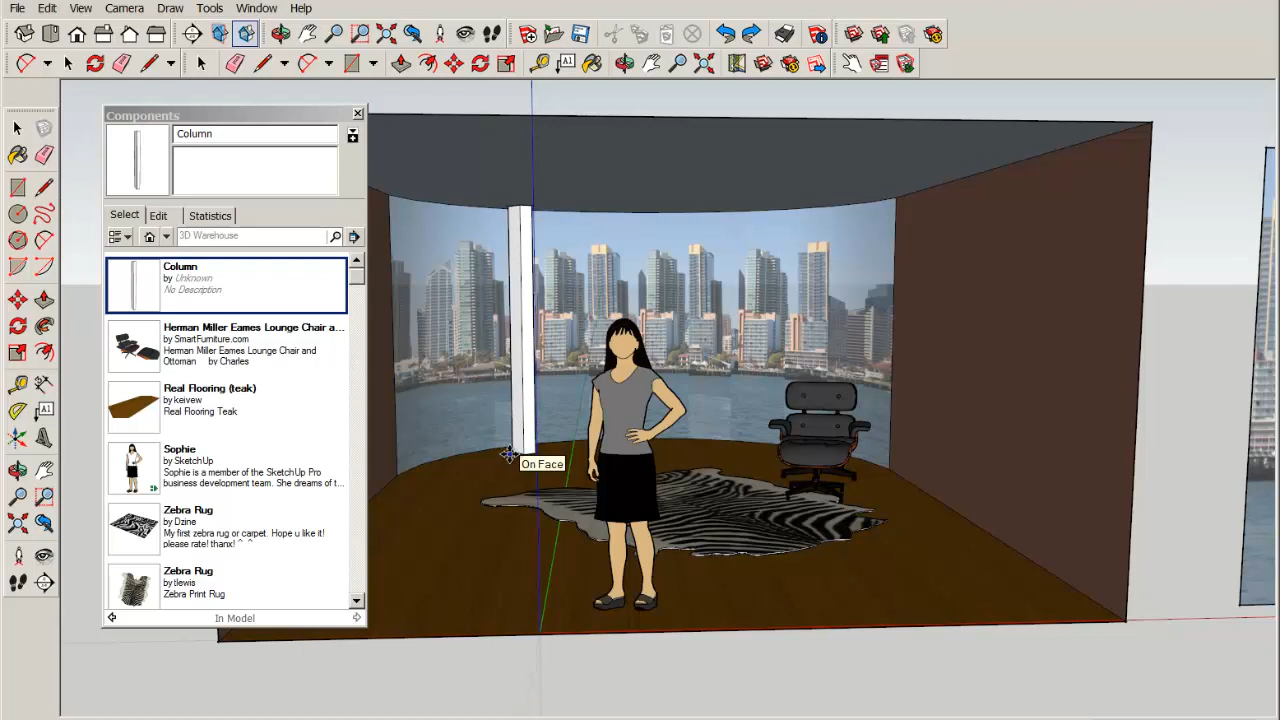 File Edit View Camera Draw Tools Window Help
Components
Column
Select Edit Statistics
3D Warehouse
Column
by Unknown
No Description
Herman Miller Eames Lounge Chair a...
by SmartFurniture.com
Herman Miller Eames Lounge Chair and
Ottoman by Charles
Real Flooring (teak)
by keivew
Real Flooring Teak
Sophie
by SketchUp
Sophie is a member of the SketchUp Pro
business development team. She dreams of t...
Zebra Rug
by Dzine
My first zebra rug or carpet. Hope u like it!
please rate! thanx! ^_^
Zebra Rug
by tlewis
Zebra Print Rug
In Model
On Face
A1
A1